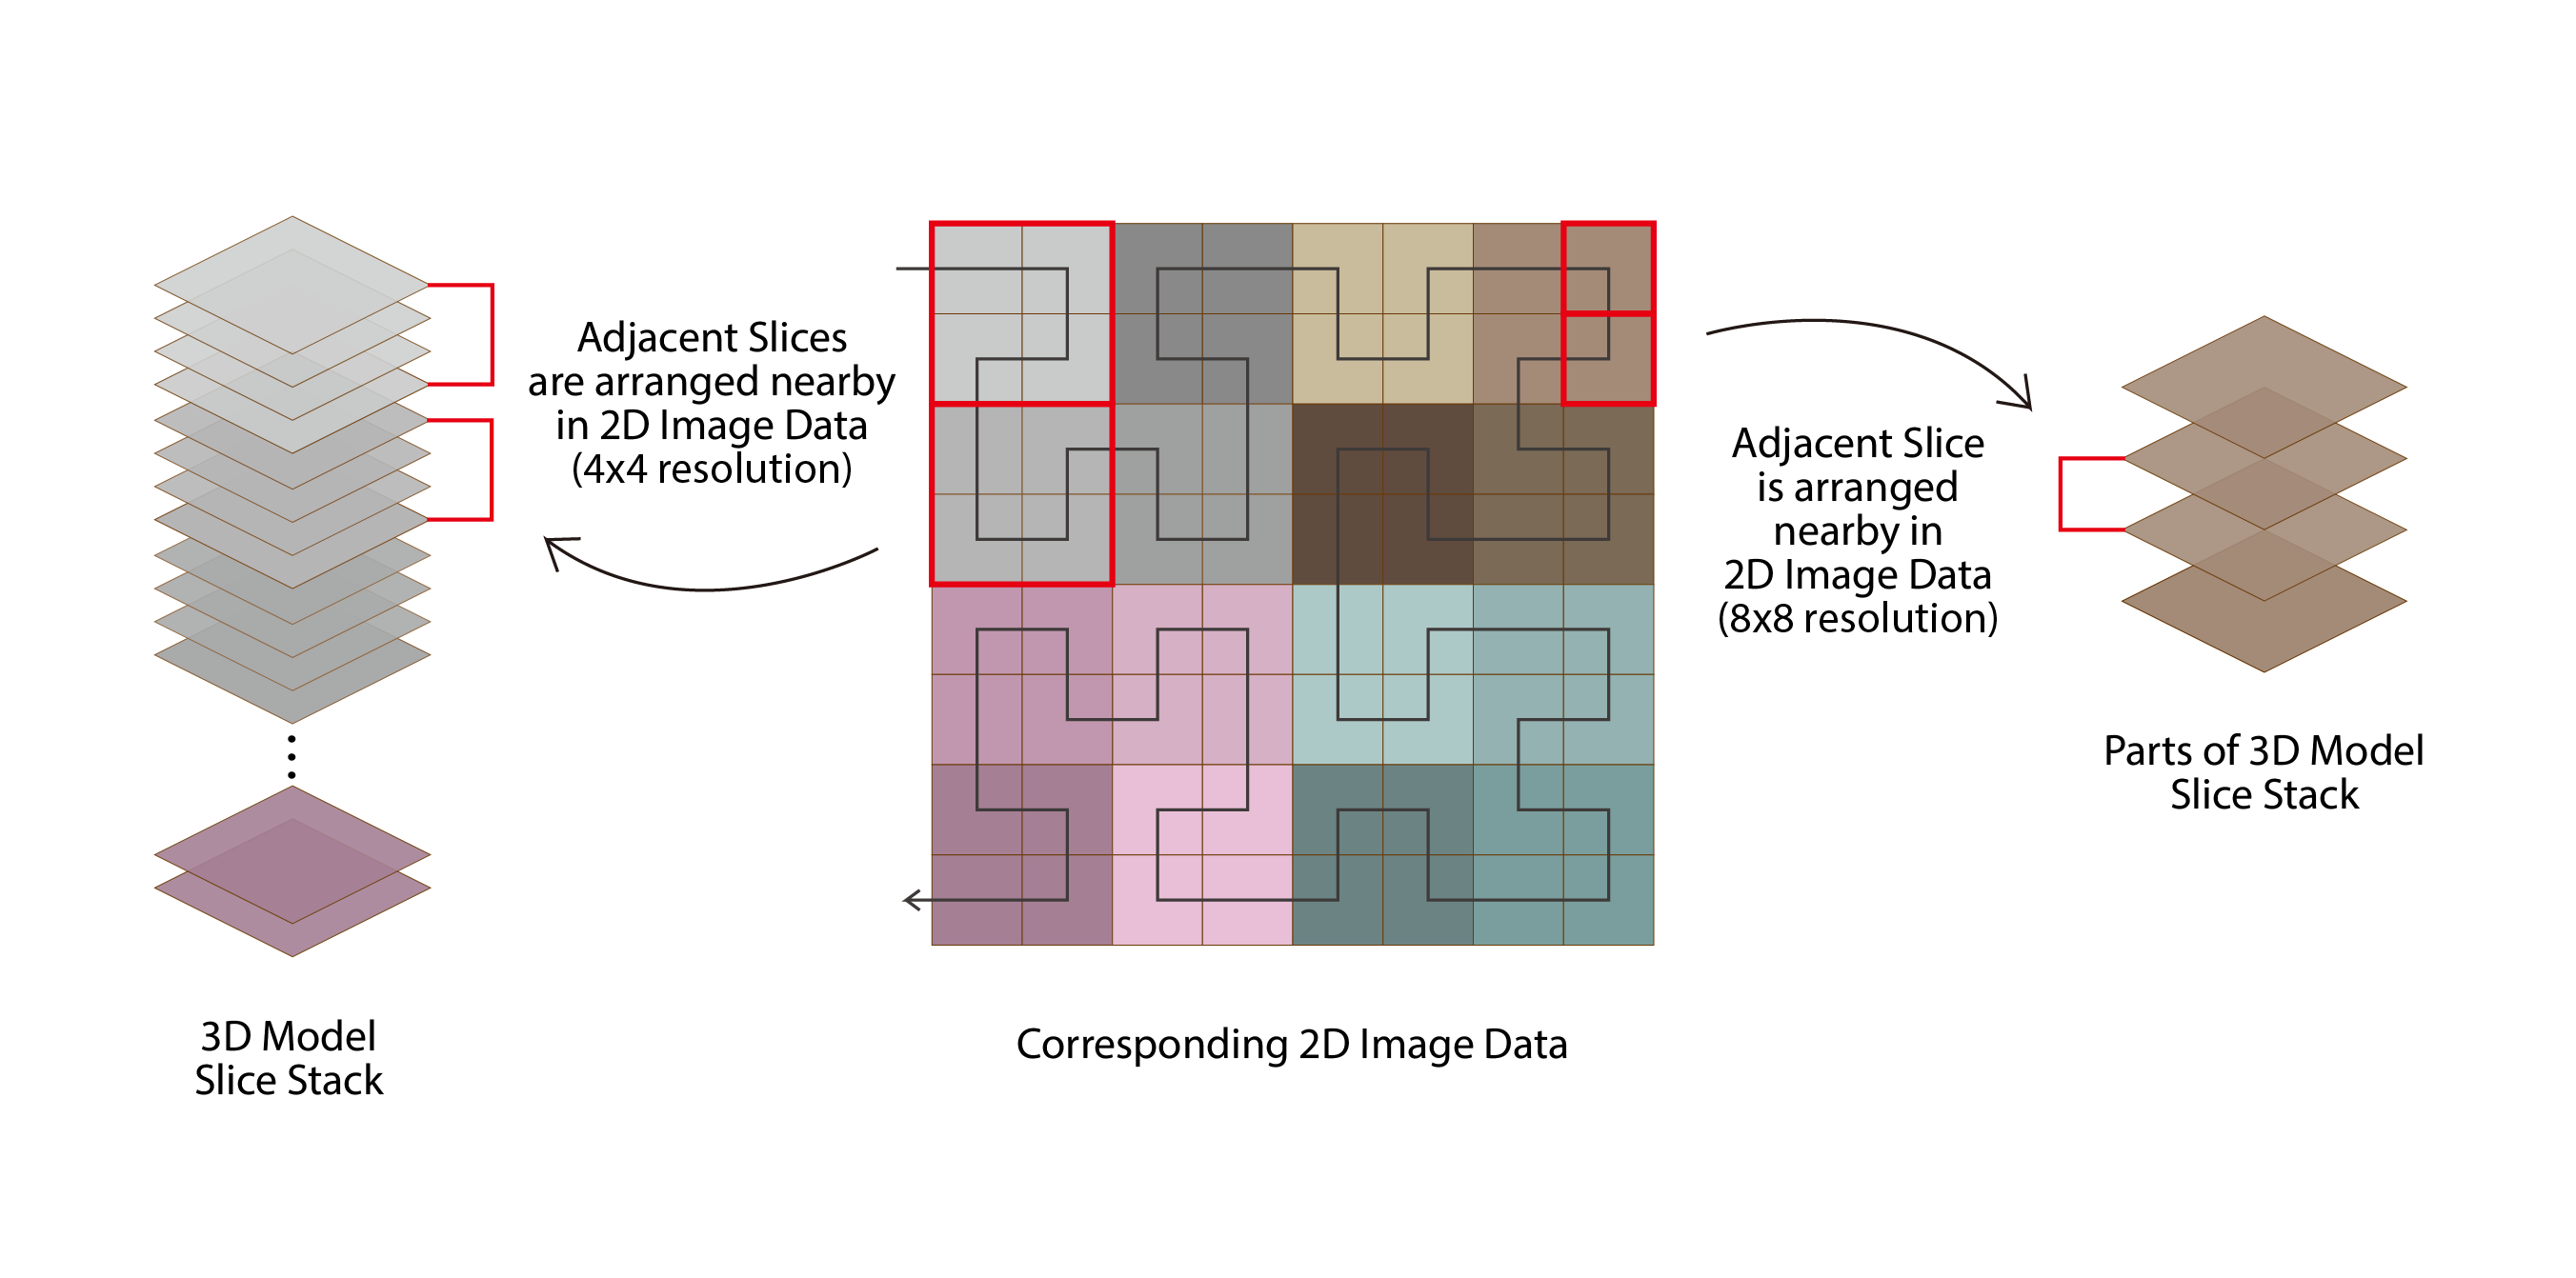 Adjacent Slices
are arranged nearby
in 2D Image Data
(4x4 resolution)
Adjacent Slice
is arranged
nearby in
2D Image Data
(8x8 resolution)
Parts of 3D Model
Slice Stack
3D Model
Slice Stack
Corresponding 2D Image Data